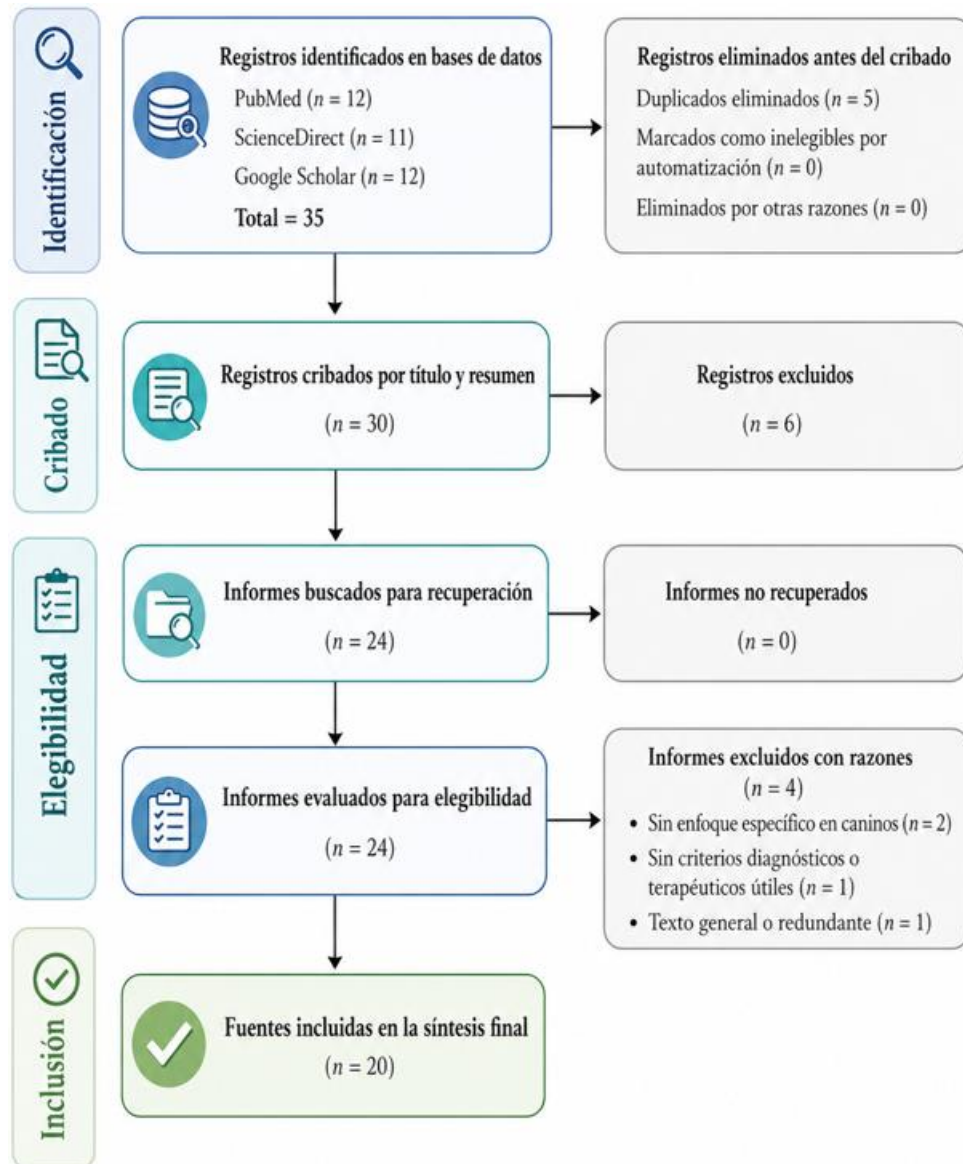 Identificación
Registros identificados en bases de datos
PubMed (n = 12)
ScienceDirect (n = 11)
Google Scholar (n = 12)
Total = 35
Registros eliminados antes del cribado
Duplicados eliminados (n = 5)
Marcados como inelegibles por
automatización (n = 0)
Eliminados por otras razones (n = 0)
Cribado
Registros cribados por título y resumen
(n = 30)
Registros excluidos
(n = 6)
Elegibilidad
Informes buscados para recuperación
(n = 24)
Informes no recuperados
(n = 0)
Informes evaluados para elegibilidad
(n = 24)
Informes excluidos con razones
(n = 4)
• Sin enfoque específico en caninos (n = 2)
• Sin criterios diagnósticos o
terapéuticos útiles (n = 1)
• Texto general o redundante (n = 1)
Inclusión
Fuentes incluidas en la síntesis final
(n = 20)